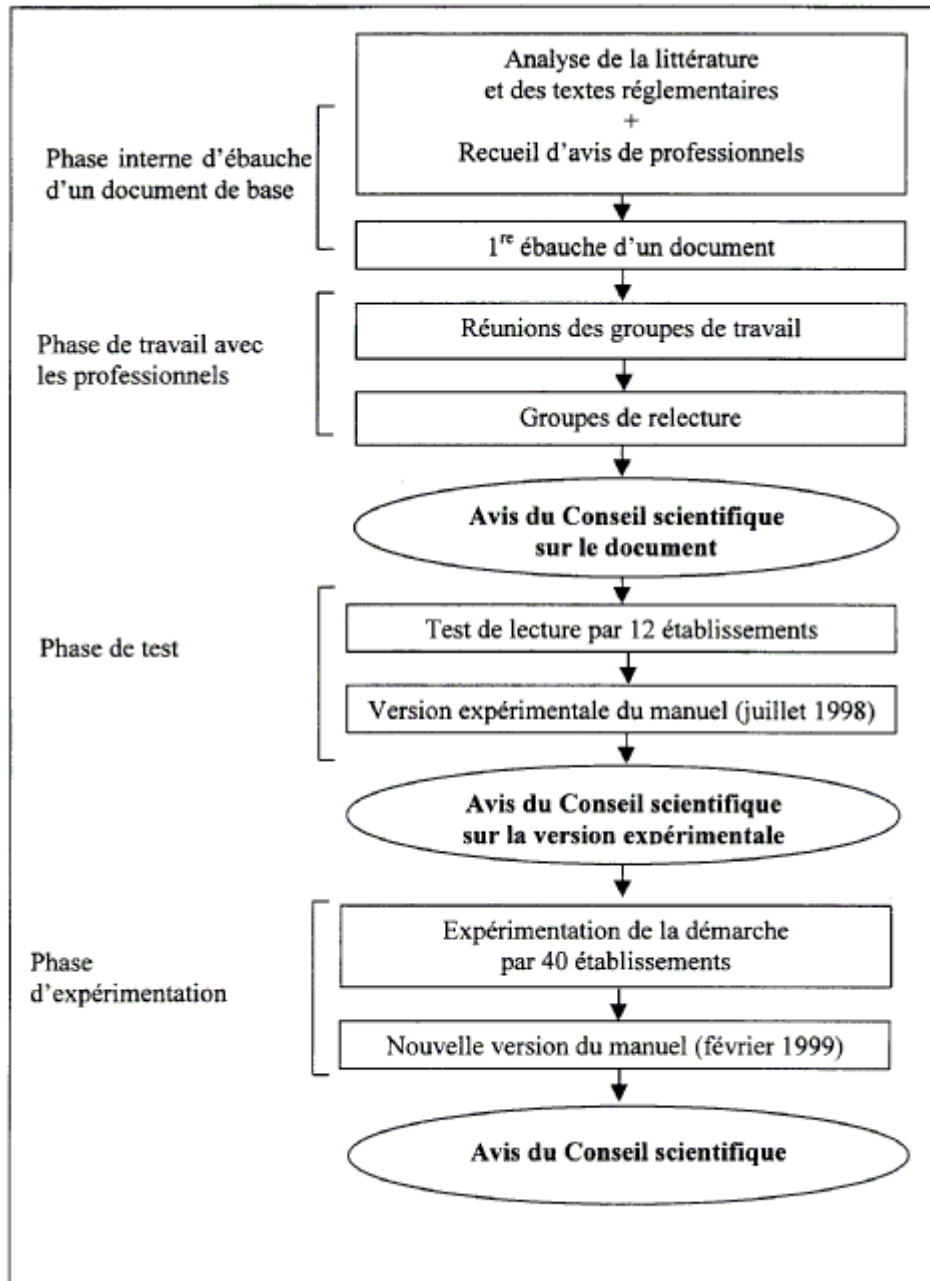 Analyse de la littérature
et des textes réglementaires
+
Recueil d'avis de professionnels
Phase interne d'ébauche
d'un document de base
1re ébauche d'un document
Réunions des groupes de travail
Phase de travail avec
les professionnels
Groupes de relecture
Avis du Conseil scientifique
sur le document
Test de lecture par 12 établissements
Phase de test
Version expérimentale du manuel (juillet 1998)
Avis du Conseil scientifique
sur la version expérimentale
Expérimentation de la démarche
par 40 établissements
Phase
d'expérimentation
Nouvelle version du manuel (février 1999)
Avis du Conseil scientifique